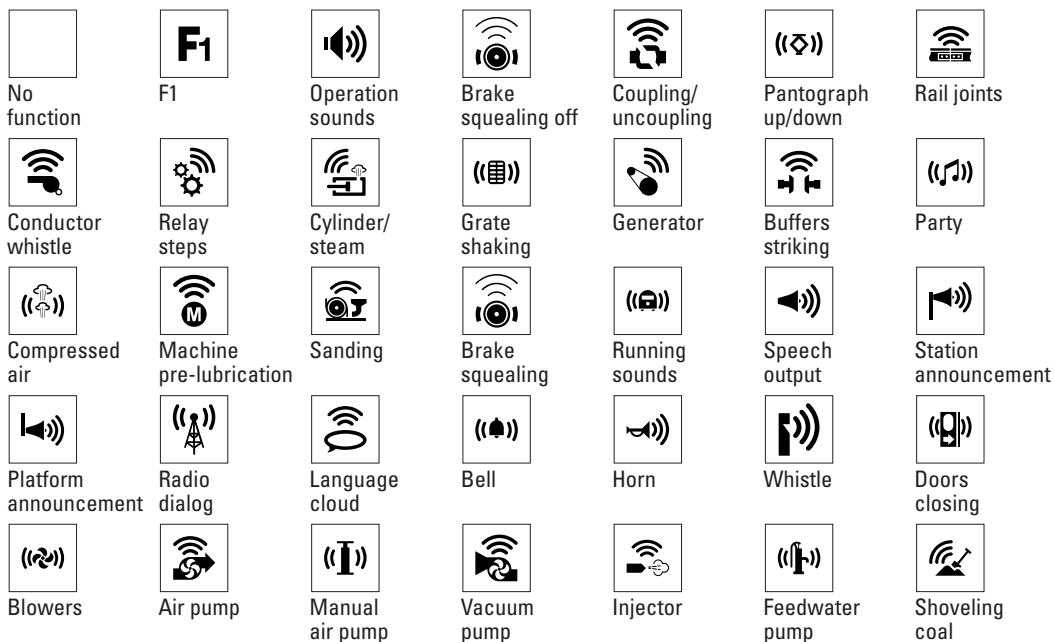 F1
No function
F1
Operation sounds
Brake squealing off
Coupling/ uncoupling
Pantograph up/down
Rail joints
Conductor whistle
Relay steps
Cylinder/ steam
Grate shaking
Generator
Buffers striking
Party
M
Compressed air
Machine pre-lubrication
Sanding
Brake squealing
Running sounds
Speech output
Station announcement
Platform announcement
Radio dialog
Language cloud
Bell
Horn
Whistle
Doors closing
Blowers
Air pump
Manual air pump
Vacuum pump
Injector
Feedwater pump
Shoveling coal